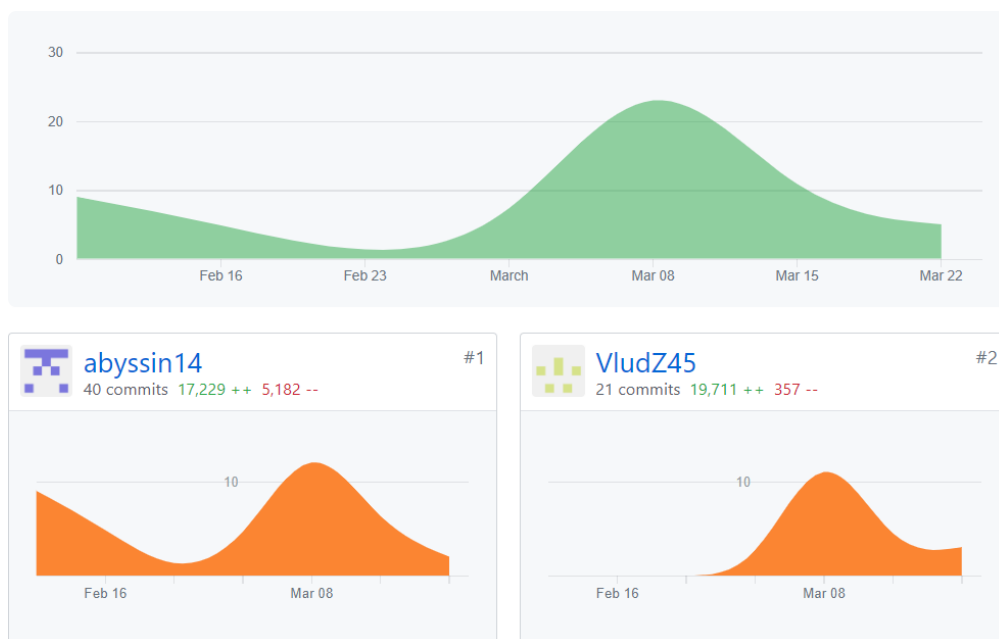 30
20
10
0
Feb 16 Feb 23 March Mar 08 Mar 15 Mar 22
abyssin14 #1
40 commits 17,229 ++ 5,182 --
10
Feb 16 Mar 08
VludZ45 #2
21 commits 19,711 ++ 357 --
10
Feb 16 Mar 08